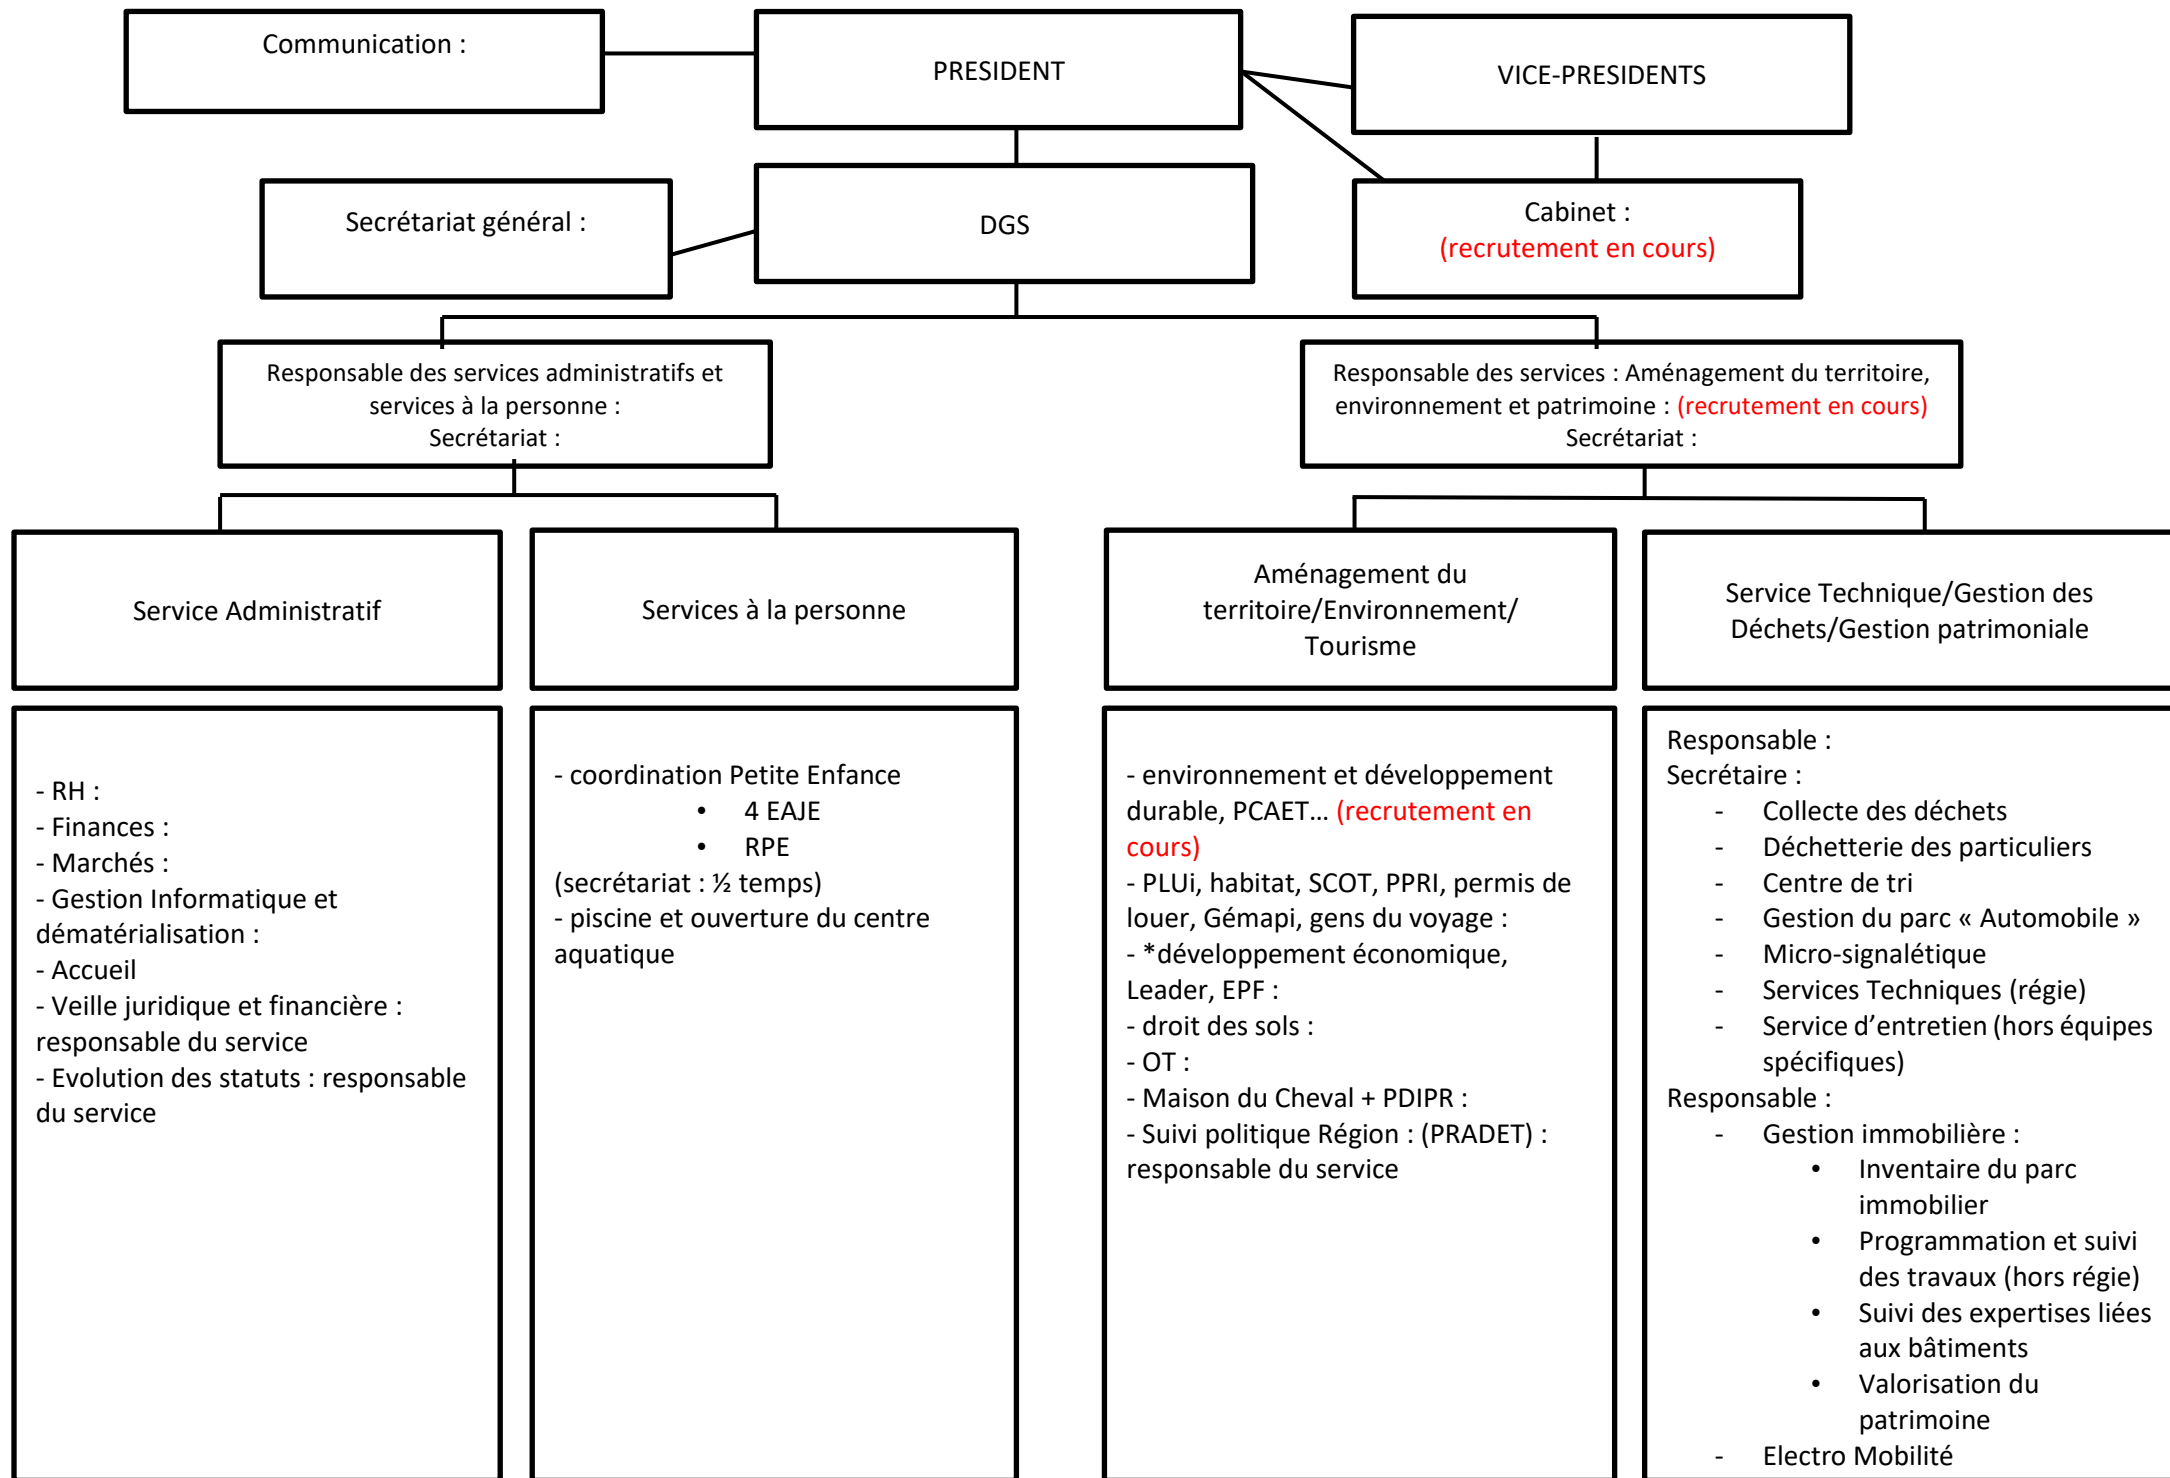 Communication :
PRESIDENT
VICE-PRESIDENTS
Secrétariat général :
DGS
Cabinet :
(recrutement en cours)
Responsable des services administratifs et
services à la personne :
Secrétariat :
Responsable des services : Aménagement du territoire,
environnement et patrimoine : (recrutement en cours)
Secrétariat :
Service Administratif
Services à la personne
Aménagement du
territoire/Environnement/
Tourisme
Service Technique/Gestion des
Déchets/Gestion patrimoniale
- RH :
- Finances :
- Marchés :
- Gestion Informatique et
dématérialisation :
- Accueil
- Veille juridique et financière :
responsable du service
- Evolution des statuts : responsable
du service
- coordination Petite Enfance
• 4 EAJE
• RPE
(secrétariat : ½ temps)
- piscine et ouverture du centre
aquatique
- environnement et développement
durable, PCAET… (recrutement en
cours)
- PLUi, habitat, SCOT, PPRI, permis de
louer, Gémapi, gens du voyage :
- *développement économique,
Leader, EPF :
- droit des sols :
- OT :
- Maison du Cheval + PDIPR :
- Suivi politique Région : (PRADET) :
responsable du service
Responsable :
Secrétaire :
- Collecte des déchets
- Déchetterie des particuliers
- Centre de tri
- Gestion du parc « Automobile »
- Micro-signalétique
- Services Techniques (régie)
- Service d’entretien (hors équipes
spécifiques)
Responsable :
- Gestion immobilière :
• Inventaire du parc
immobilier
• Programmation et suivi
des travaux (hors régie)
• Suivi des expertises liées
aux bâtiments
• Valorisation du
patrimoine
- Electro Mobilité